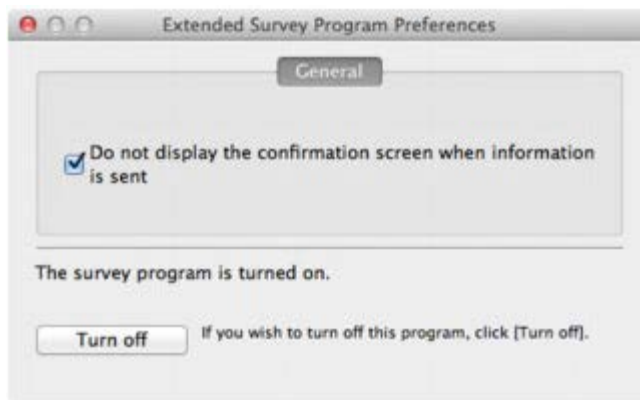 Extended Survey Program Preferences
General
Do not display the confirmation screen when information
is sent
The survey program is turned on.
Turn off
If you wish to turn off this program, click [Turn off].